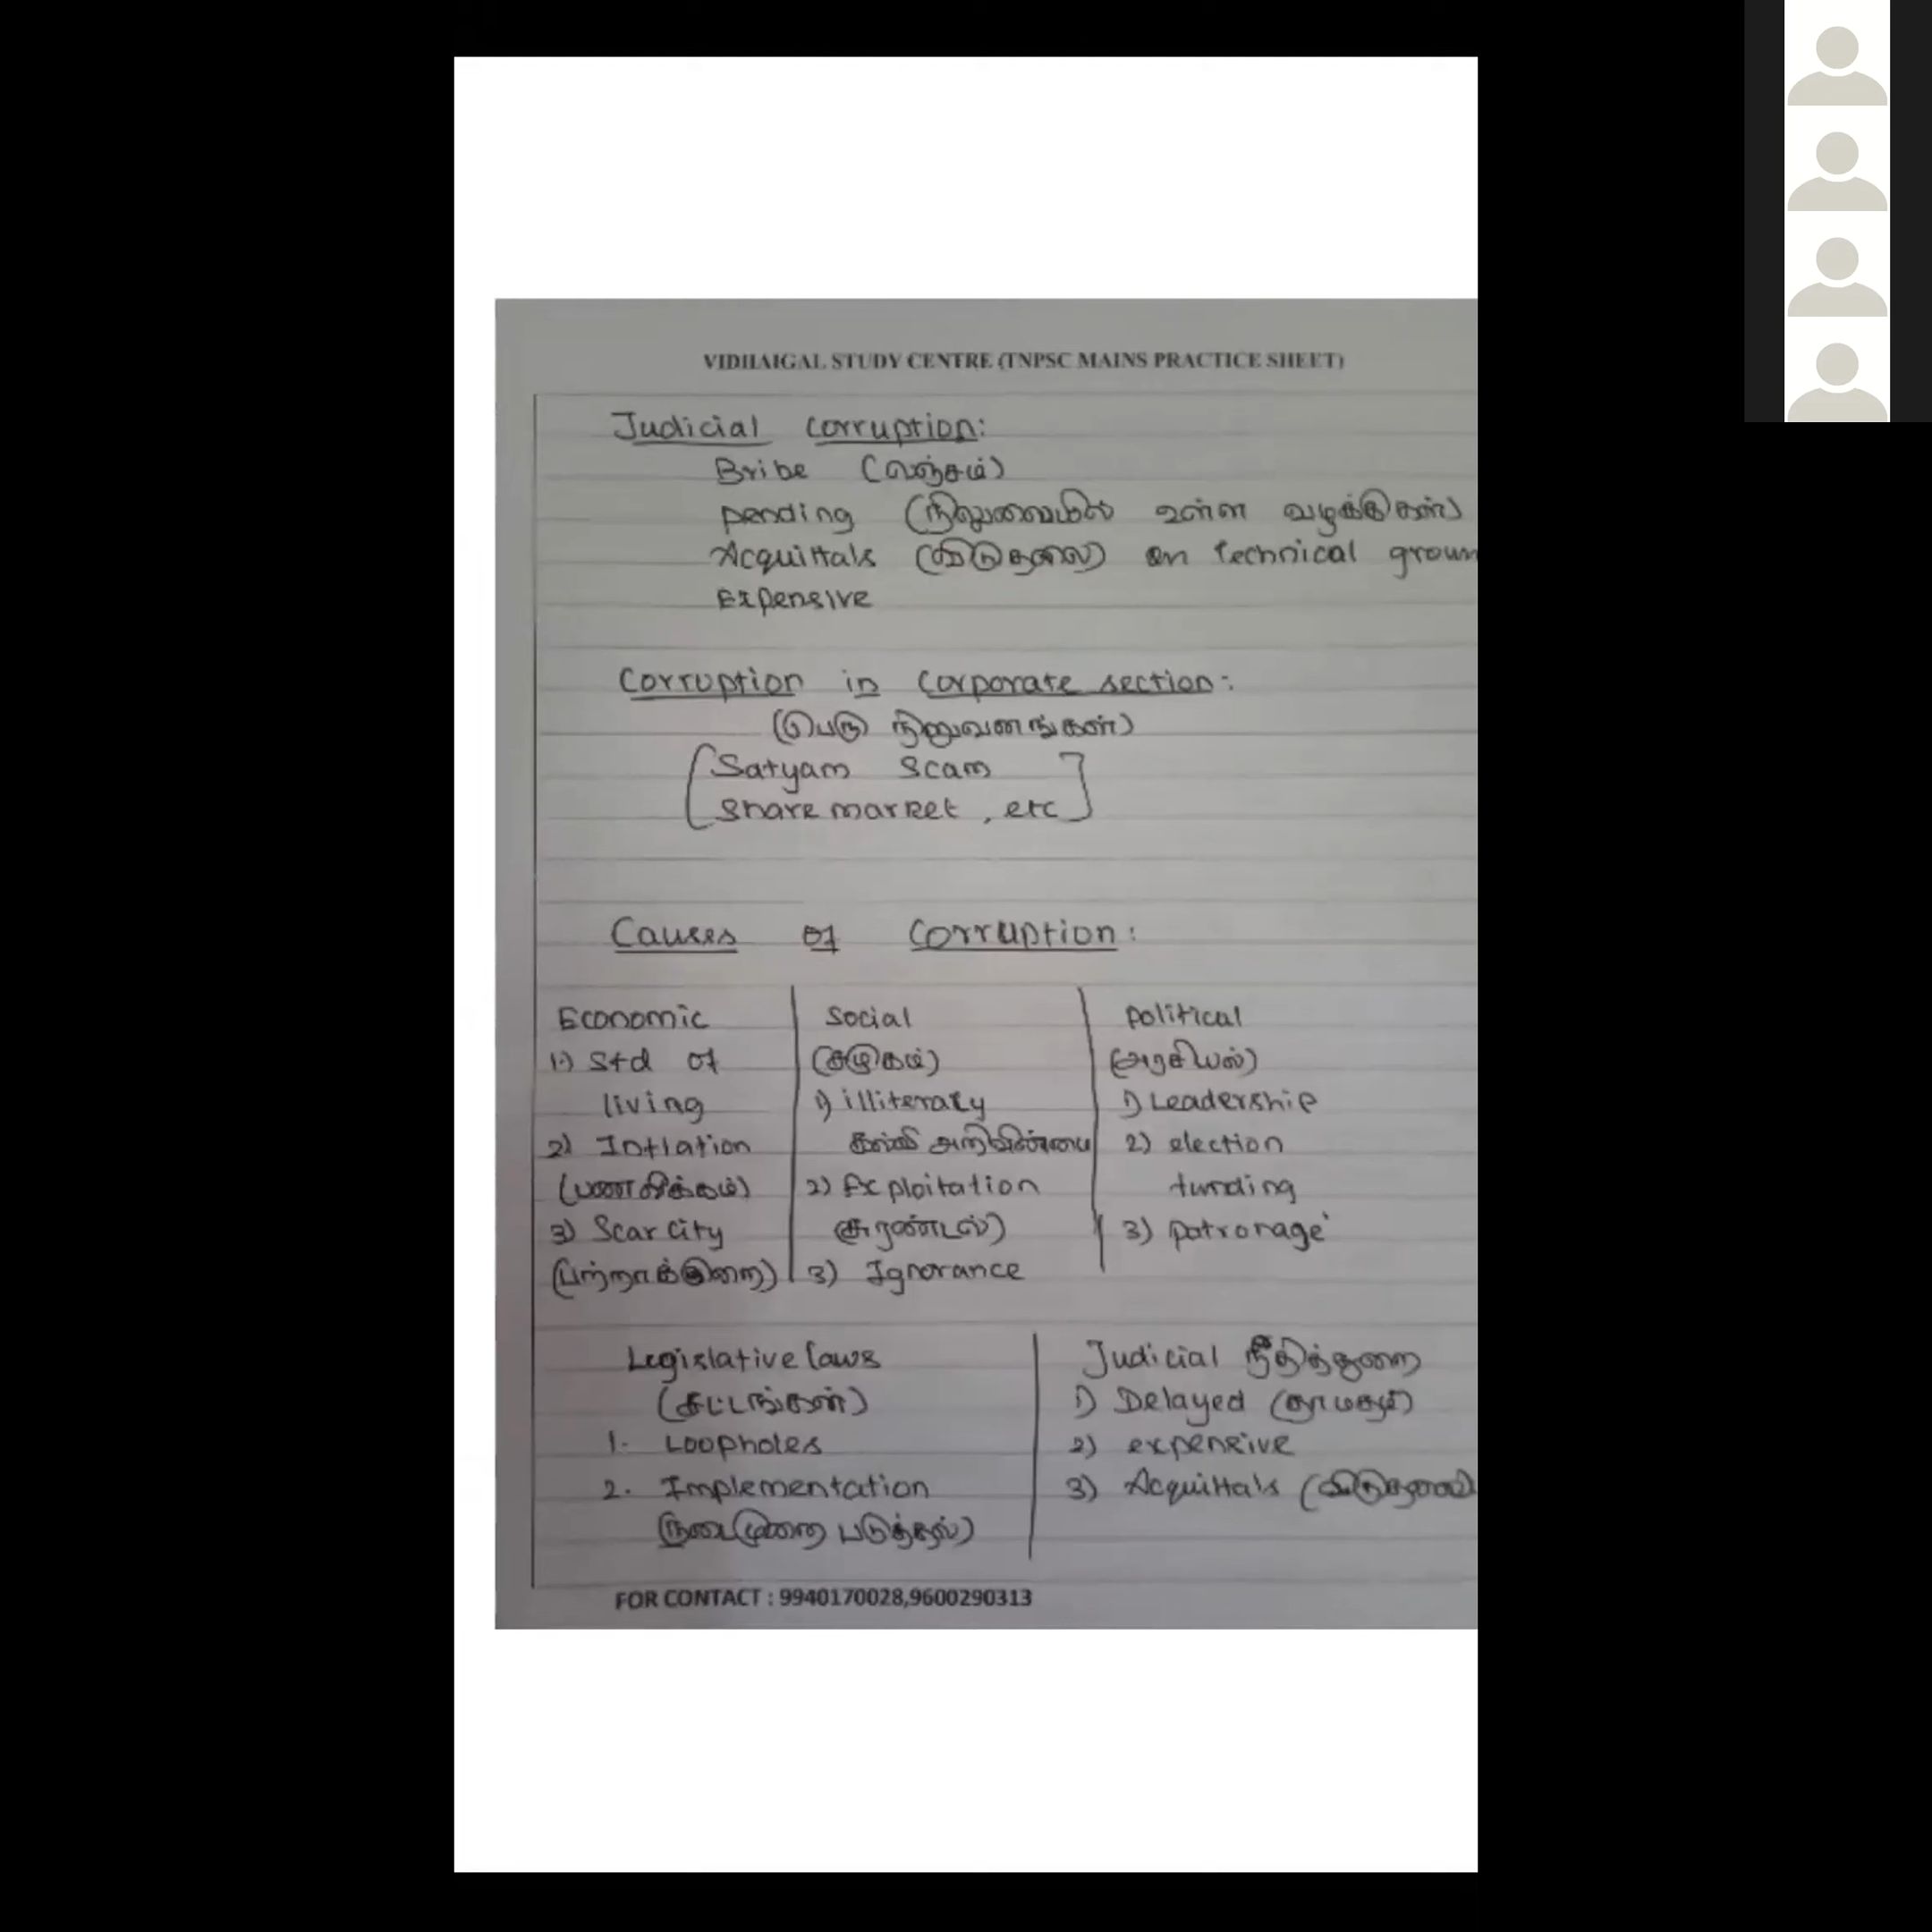 VIDHAIGAL STUDY CENTRE (TNPSC MAINS PRACTICE SHEET)
Judicial Corruption:
Bribe (லஞ்சம்)
pending (நிலுவையில் உள்ள வழக்குகள்)
Acquittals (விடுதலை) on technical groun
Expensive
Corruption in Corporate section:
(பெரு நிறுவனங்கள்)
Satyam Scam
Share market, etc
Causes of Corruption:
Economic
1) Std of
living
2) Inflation
(பணவீக்கம்)
3) Scarcity
(பற்றாக்குறை)
Social
(சமூகம்)
1) illiteracy
கல்வி அறிவின்மை
2) Exploitation
(சுரண்டல்)
3) Ignorance
political
(அரசியல்)
1) Leadership
2) election
funding
3) patronage
Legislative laws
(சட்டங்கள்)
1. Loopholes
2. Implementation
(நடைமுறை படுத்தல்)
Judicial நீதித்துறை
1) Delayed (தாமதம்)
2) expensive
3) Acquittals (விடுதலை)
FOR CONTACT : 9940170028,9600290313